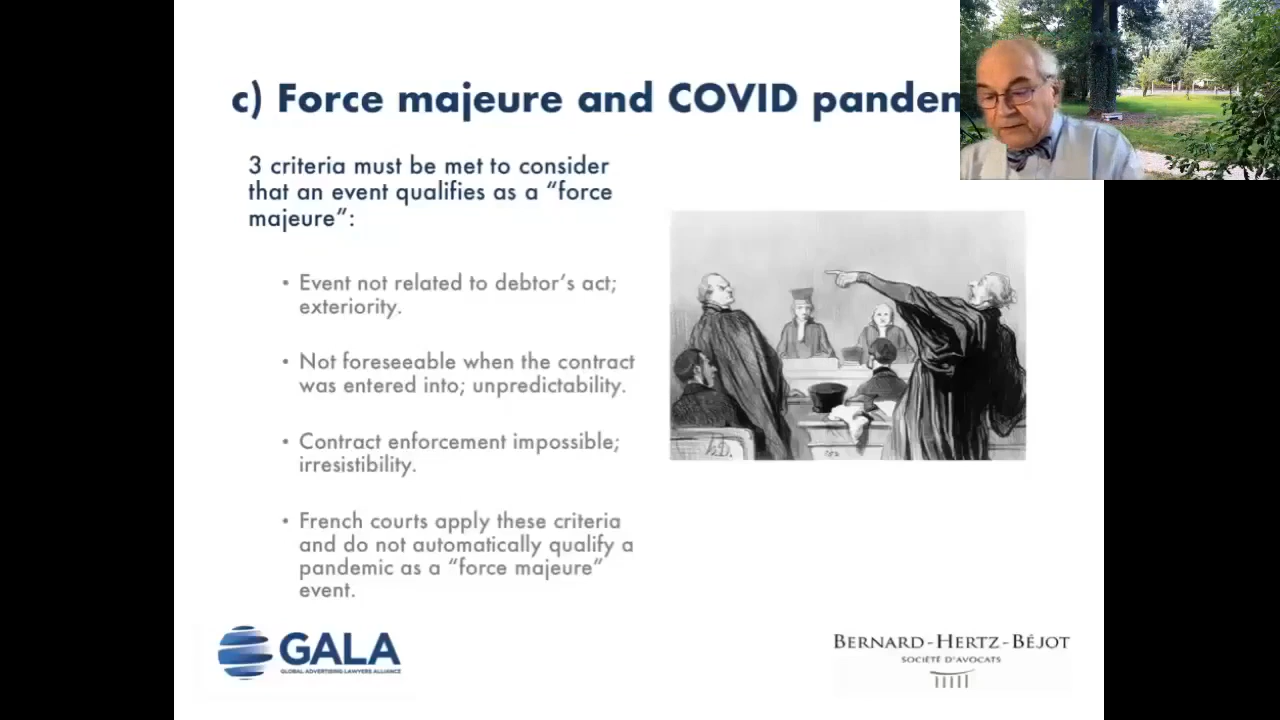 c) Force majeure and COVID panden
3 criteria must be met to consider
that an event qualifies as a “force
majeure”:
• Event not related to debtor’s act;
exteriority.
• Not foreseeable when the contract
was entered into; unpredictability.
• Contract enforcement impossible;
irresistibility.
• French courts apply these criteria
and do not automatically qualify a
pandemic as a “force majeure”
event.
GALA
GLOBAL ADVERTISING LAWYERS ALLIANCE
BERNARD-HERTZ-BÉJOT
SOCIÉTÉ D'AVOCATS